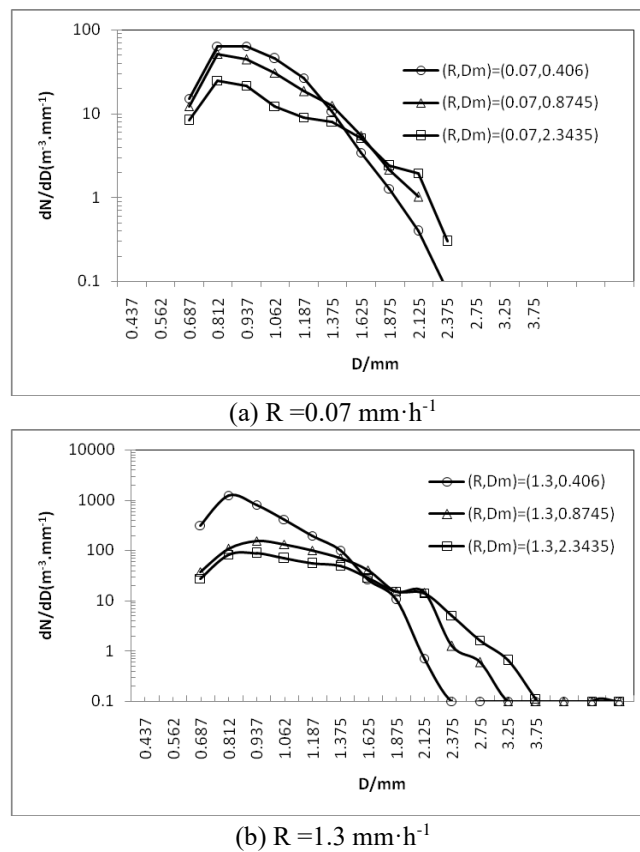 100
10
1
0.1
dN/dD(m⁻³.mm⁻¹)
(R,Dm)=(0.07,0.406)
(R,Dm)=(0.07,0.8745)
(R,Dm)=(0.07,2.3435)
0.437 0.562 0.687 0.812 0.937 1.062 1.187 1.375 1.625 1.875 2.125 2.375 2.75 3.25 3.75
D/mm
(a) R =0.07 mm·h⁻¹
10000
1000
100
10
1
0.1
dN/dD(m⁻³.mm⁻¹)
(R,Dm)=(1.3,0.406)
(R,Dm)=(1.3,0.8745)
(R,Dm)=(1.3,2.3435)
0.437 0.562 0.687 0.812 0.937 1.062 1.187 1.375 1.625 1.875 2.125 2.375 2.75 3.25 3.75
D/mm
(b) R =1.3 mm·h⁻¹